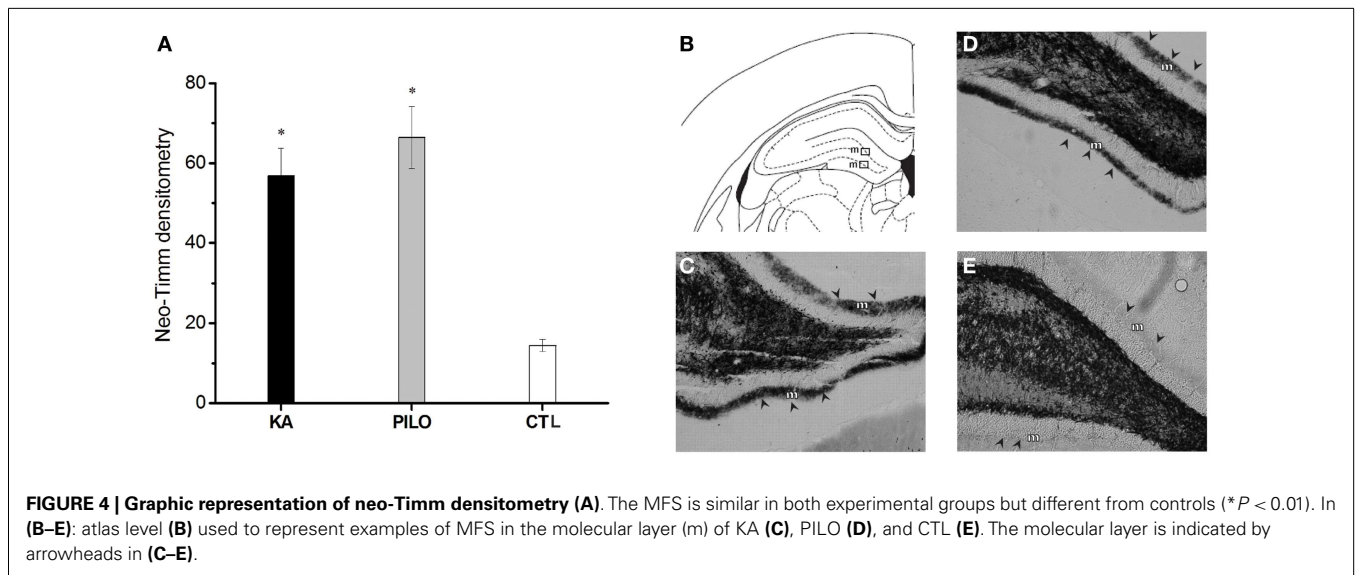 A
80
60
40
20
0
Neo-Timm densitometry
*
*
KA
PILO
CTL
B
m
m
C
m
m
D
m
m
E
m
m
FIGURE 4 | Graphic representation of neo-Timm densitometry (A). The MFS is similar in both experimental groups but different from controls (*P < 0.01). In
(B–E): atlas level (B) used to represent examples of MFS in the molecular layer (m) of KA (C), PILO (D), and CTL (E). The molecular layer is indicated by
arrowheads in (C–E).